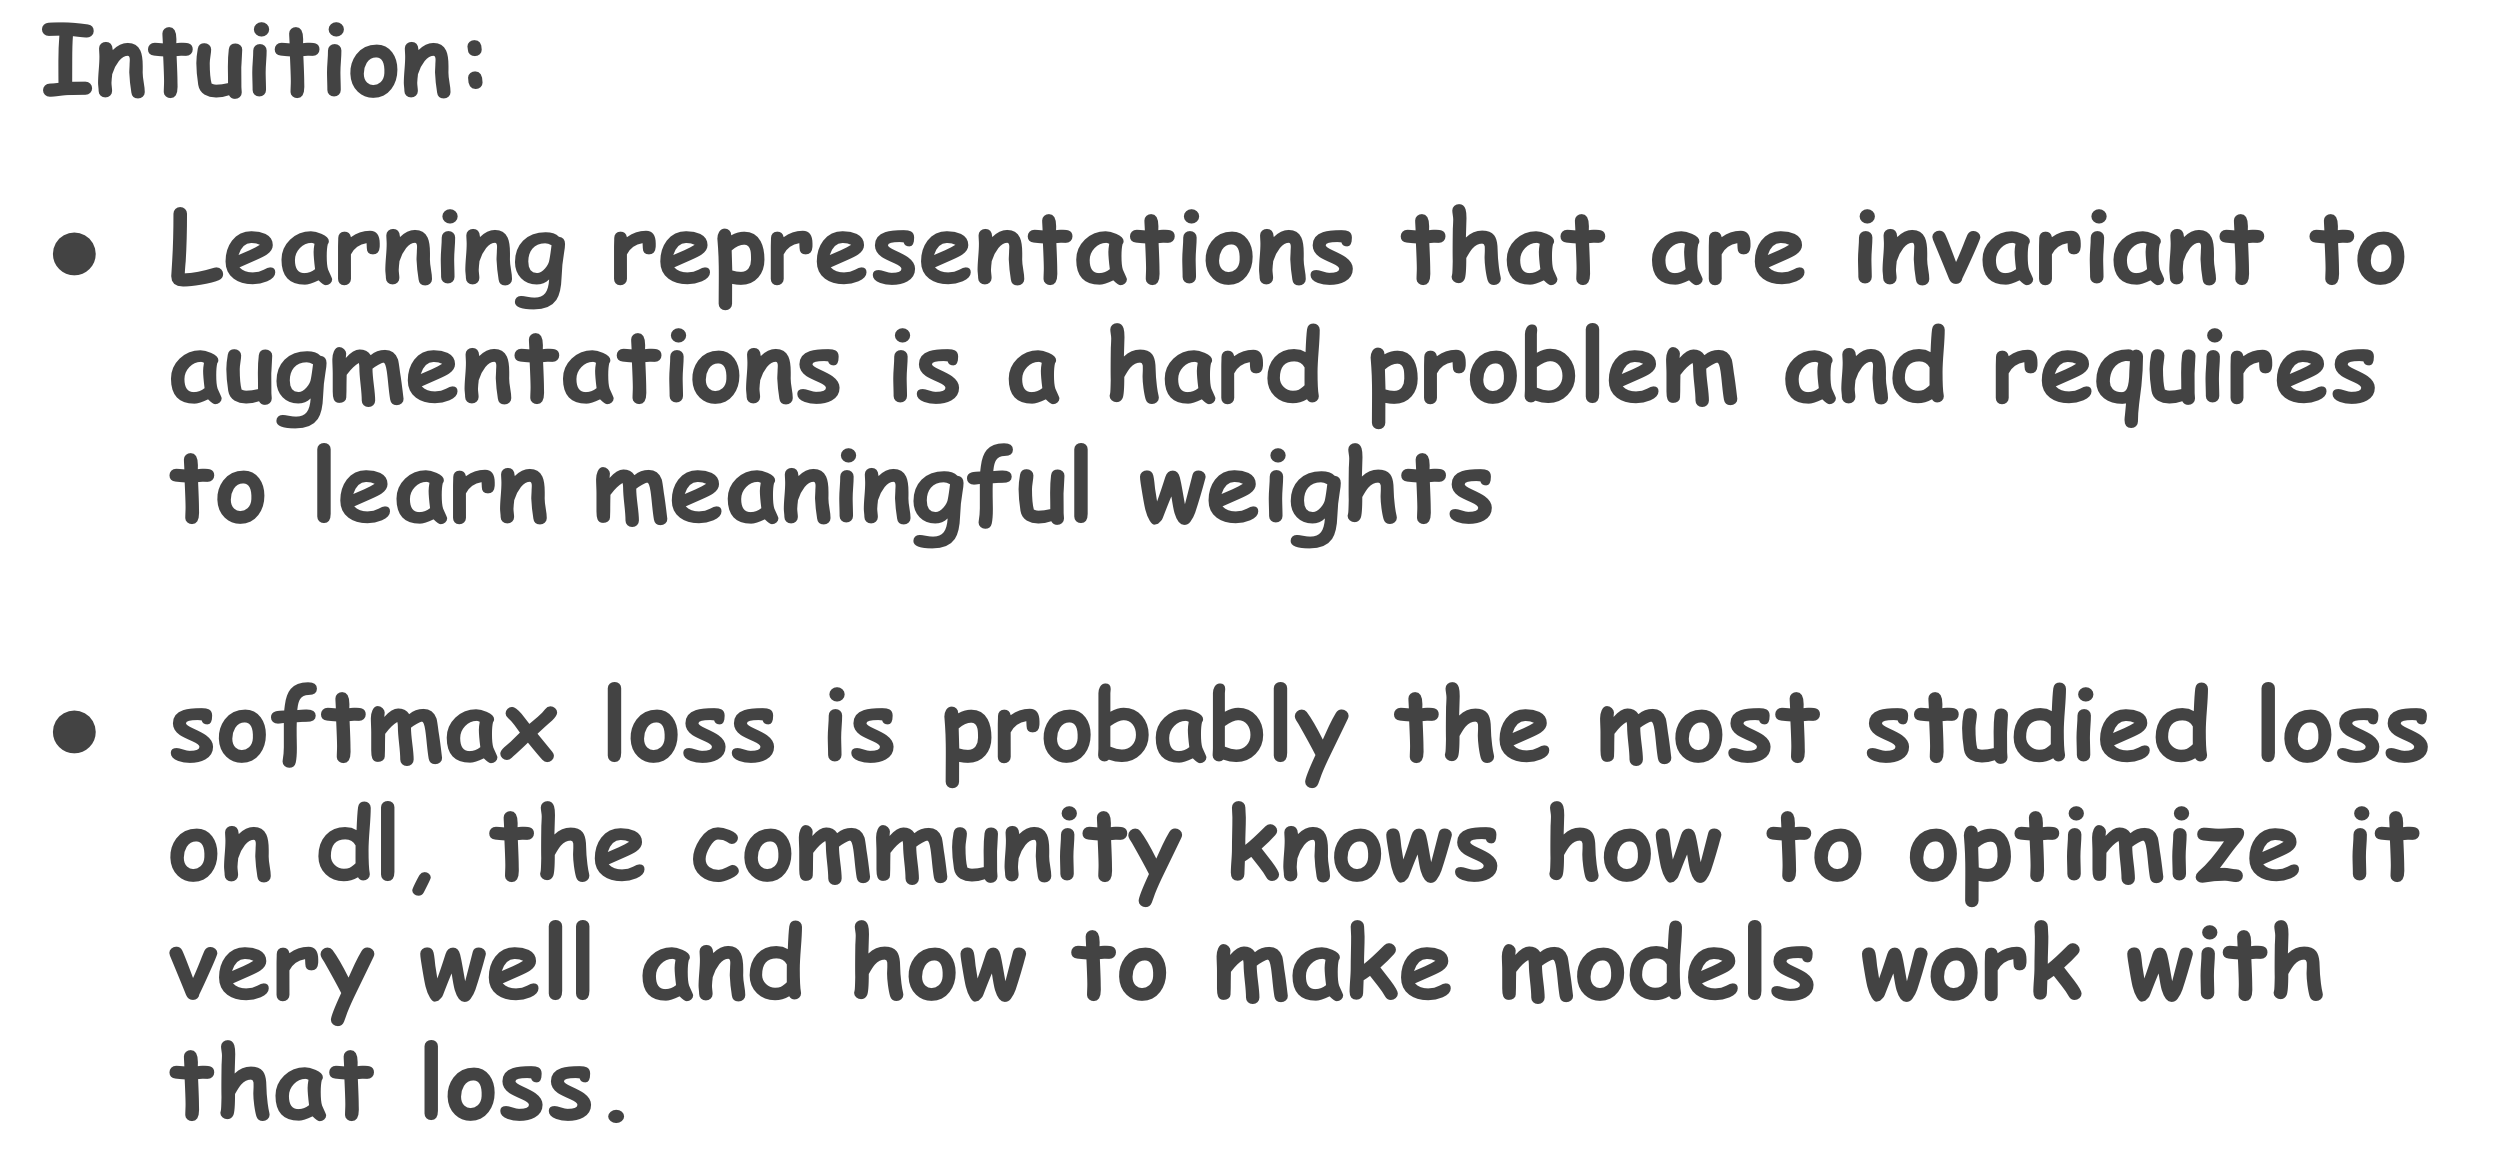 Intuition:
• Learning representations that are invariant to
augmentations is a hard problem and requires
to learn meaningful weights
• softmax loss is probably the most studied loss
on dl, the comunity knows how to optimize it
very well and how to make models work with
that loss.